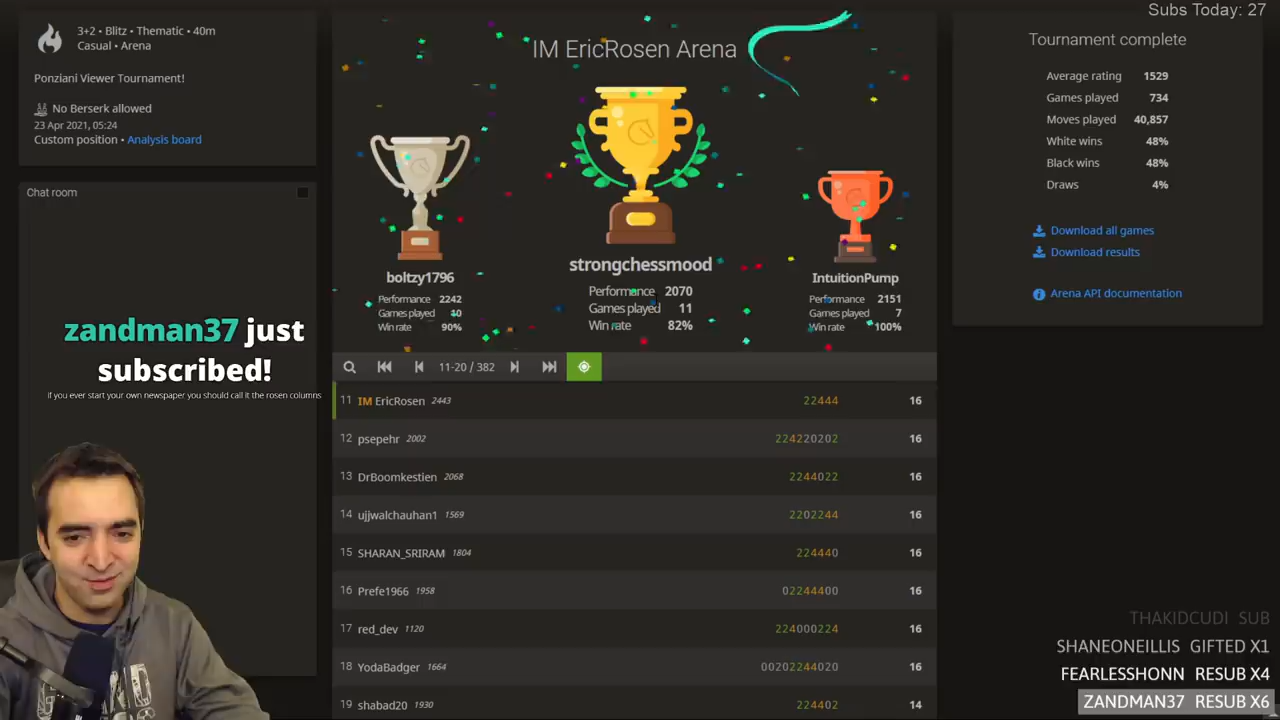 Subs Today: 27
3+2 • Blitz • Thematic • 40m
Casual • Arena
Ponziani Viewer Tournament!
No Berserk allowed
23 Apr 2021, 05:24
Custom position • Analysis board
Chat room
zandman37 just
subscribed!
if you ever start your own newspaper you should call it the rosen columns
IM EricRosen Arena
boltzy1796
Performance 2242
Games played 10
Win rate 90%
strongchessmood
Performance 2070
Games played 11
Win rate 82%
IntuitionPump
Performance 2151
Games played 7
Win rate 100%
11-20 / 382
11 IM EricRosen 2443 22444 16
12 psepehr 2002 224220202 16
13 DrBoomkestien 2068 2244022 16
14 ujjwalchauhan1 1569 2202244 16
15 SHARAN_SRIRAM 1804 224440 16
16 Prefe1966 1958 02244400 16
17 red_dev 1120 224000224 16
18 YodaBadger 1664 00202244020 16
19 shabad20 1930 224402 14
Tournament complete
Average rating 1529
Games played 734
Moves played 40,857
White wins 48%
Black wins 48%
Draws 4%
Download all games
Download results
Arena API documentation
THAKIDCUDI SUB
SHANEONEILLIS GIFTED X1
FEARLESSHONN RESUB X4
ZANDMAN37 RESUB X6